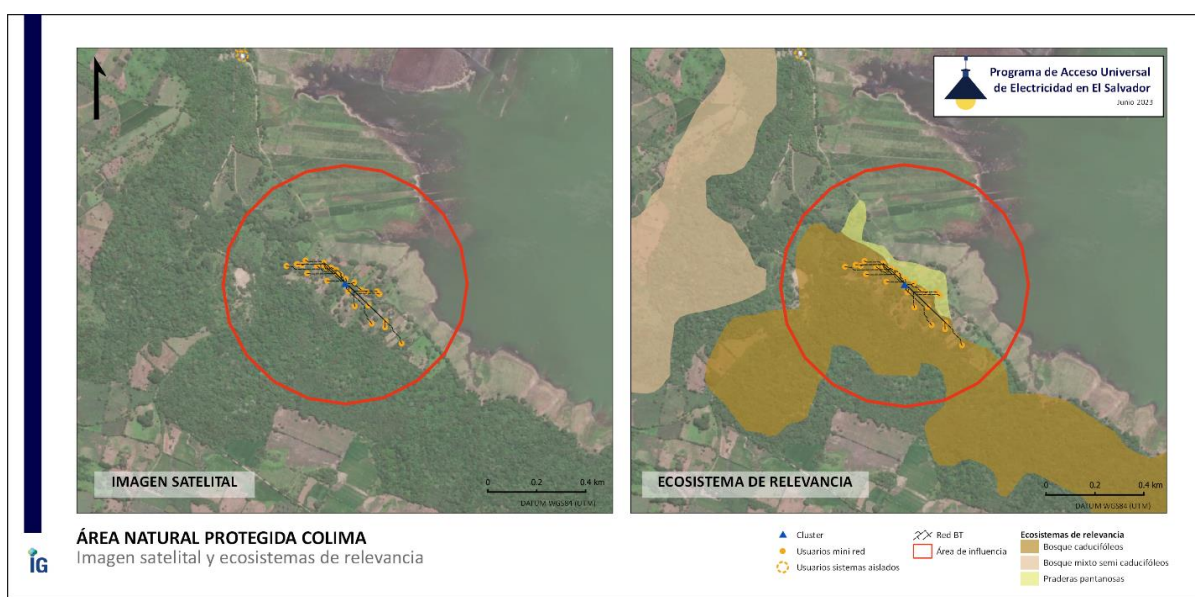 Programa de Acceso Universal
de Electricidad en El Salvador
Junio 2023
IMAGEN SATELITAL
0 0.2 0.4 km
DATUM WGS84 (UTM)
ECOSISTEMA DE RELEVANCIA
0 0.2 0.4 km
DATUM WGS84 (UTM)
ÁREA NATURAL PROTEGIDA COLIMA
Imagen satelital y ecosistemas de relevancia
IG
Cluster
Usuarios mini red
Usuarios sistemas aislados
Red BT
Área de influencia
Ecosistemas de relevancia
Bosque caducifóleos
Bosque mixto semi caducifóleos
Praderas pantanosas